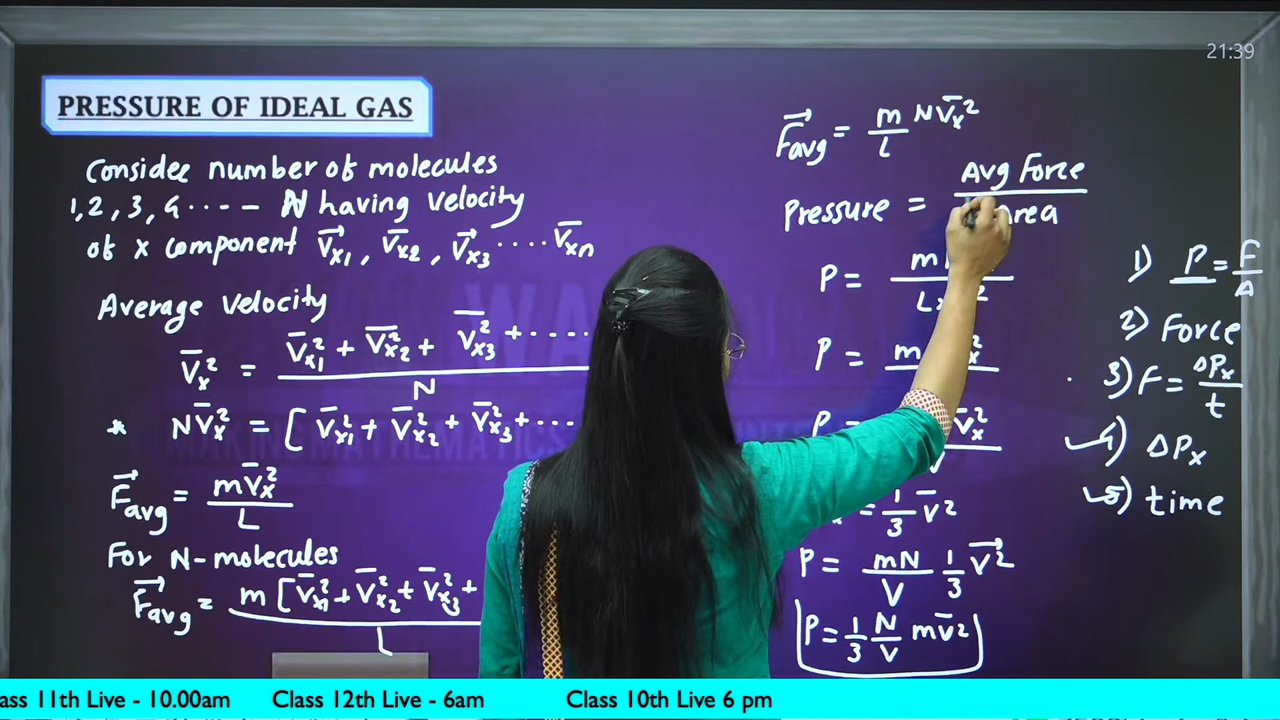 21:39
PRESSURE OF IDEAL GAS
Consider number of molecules
1, 2, 3, 4 ····-- N having velocity
of x component V⃗x1, V̄x2, V⃗x3 ····· V̄xn
Average velocity
V̄x² = V̄x1² + V̄x2² + V̄x3² + ---- / N
* NV̄x² = [ V̄x1² + V̄x2² + V̄x3² + ---
F⃗avg = mV̄x² / L
For N-molecules
F⃗avg = m [V̄x1² + V̄x2² + V̄x3² + / L
F⃗avg = m/L NV̄x²
Pressure = Avg Force /
P =
P =
P
= 1/3 V̄²
P = mN/V 1/3 V⃗²
P = 1/3 N/V mV̄²
1) P = F/A
2) Force
3) F = ΔPx / t
4) ΔPx
5) time
ass 11th Live - 10.00am Class 12th Live - 6am Class 10th Live 6 pm